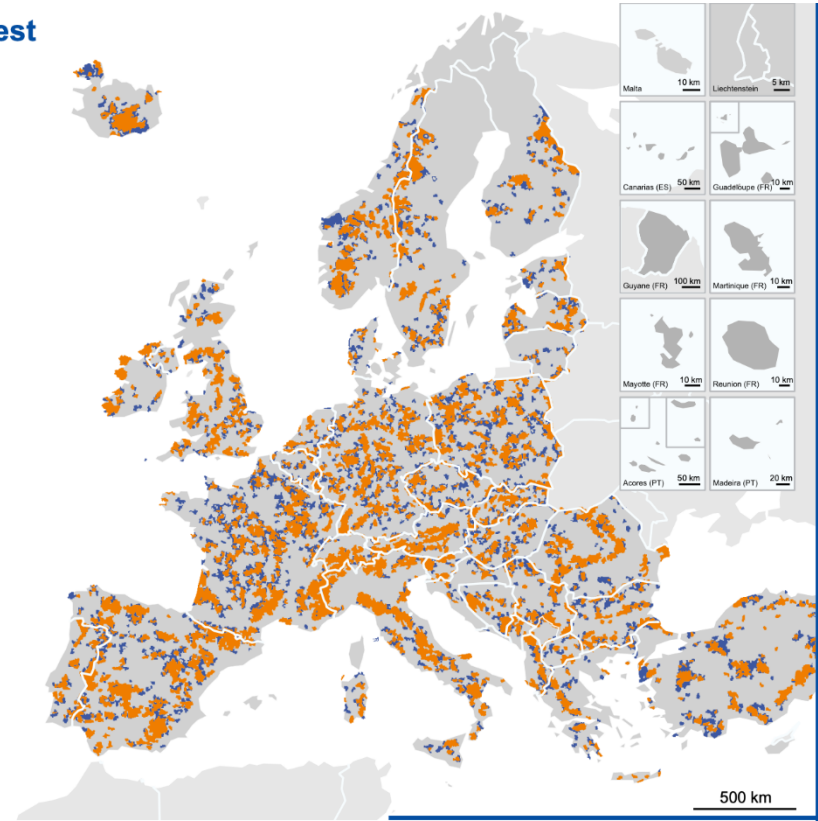 est
Malta
10 km
Liechtenstein
5 km
Canarias (ES)
50 km
Guadeloupe (FR)
10 km
Guyane (FR)
100 km
Martinique (FR)
10 km
Mayotte (FR)
10 km
Reunion (FR)
10 km
Acores (PT)
50 km
Madeira (PT)
20 km
500 km